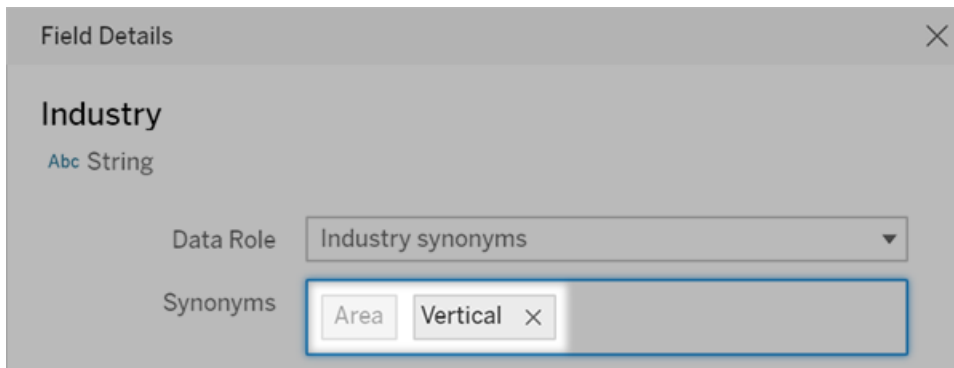 Field Details
Industry
Abc String
Data Role Industry synonyms
Synonyms Area Vertical